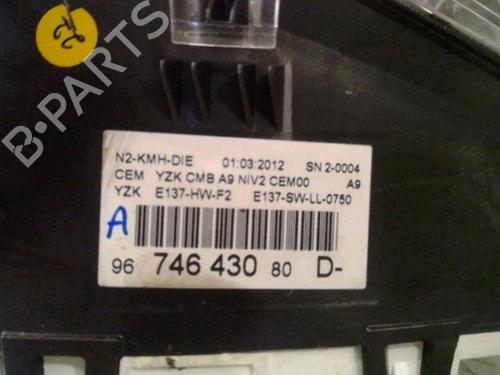 B-PARTS
N2-KMH-DIE 01:03:2012 SN 2-0004
CEM YZK CMB A9 NIV2 CEM00 A9
YZK E137-HW-F2 E137-SW-LL-0750
A
96 746 430 80 D-